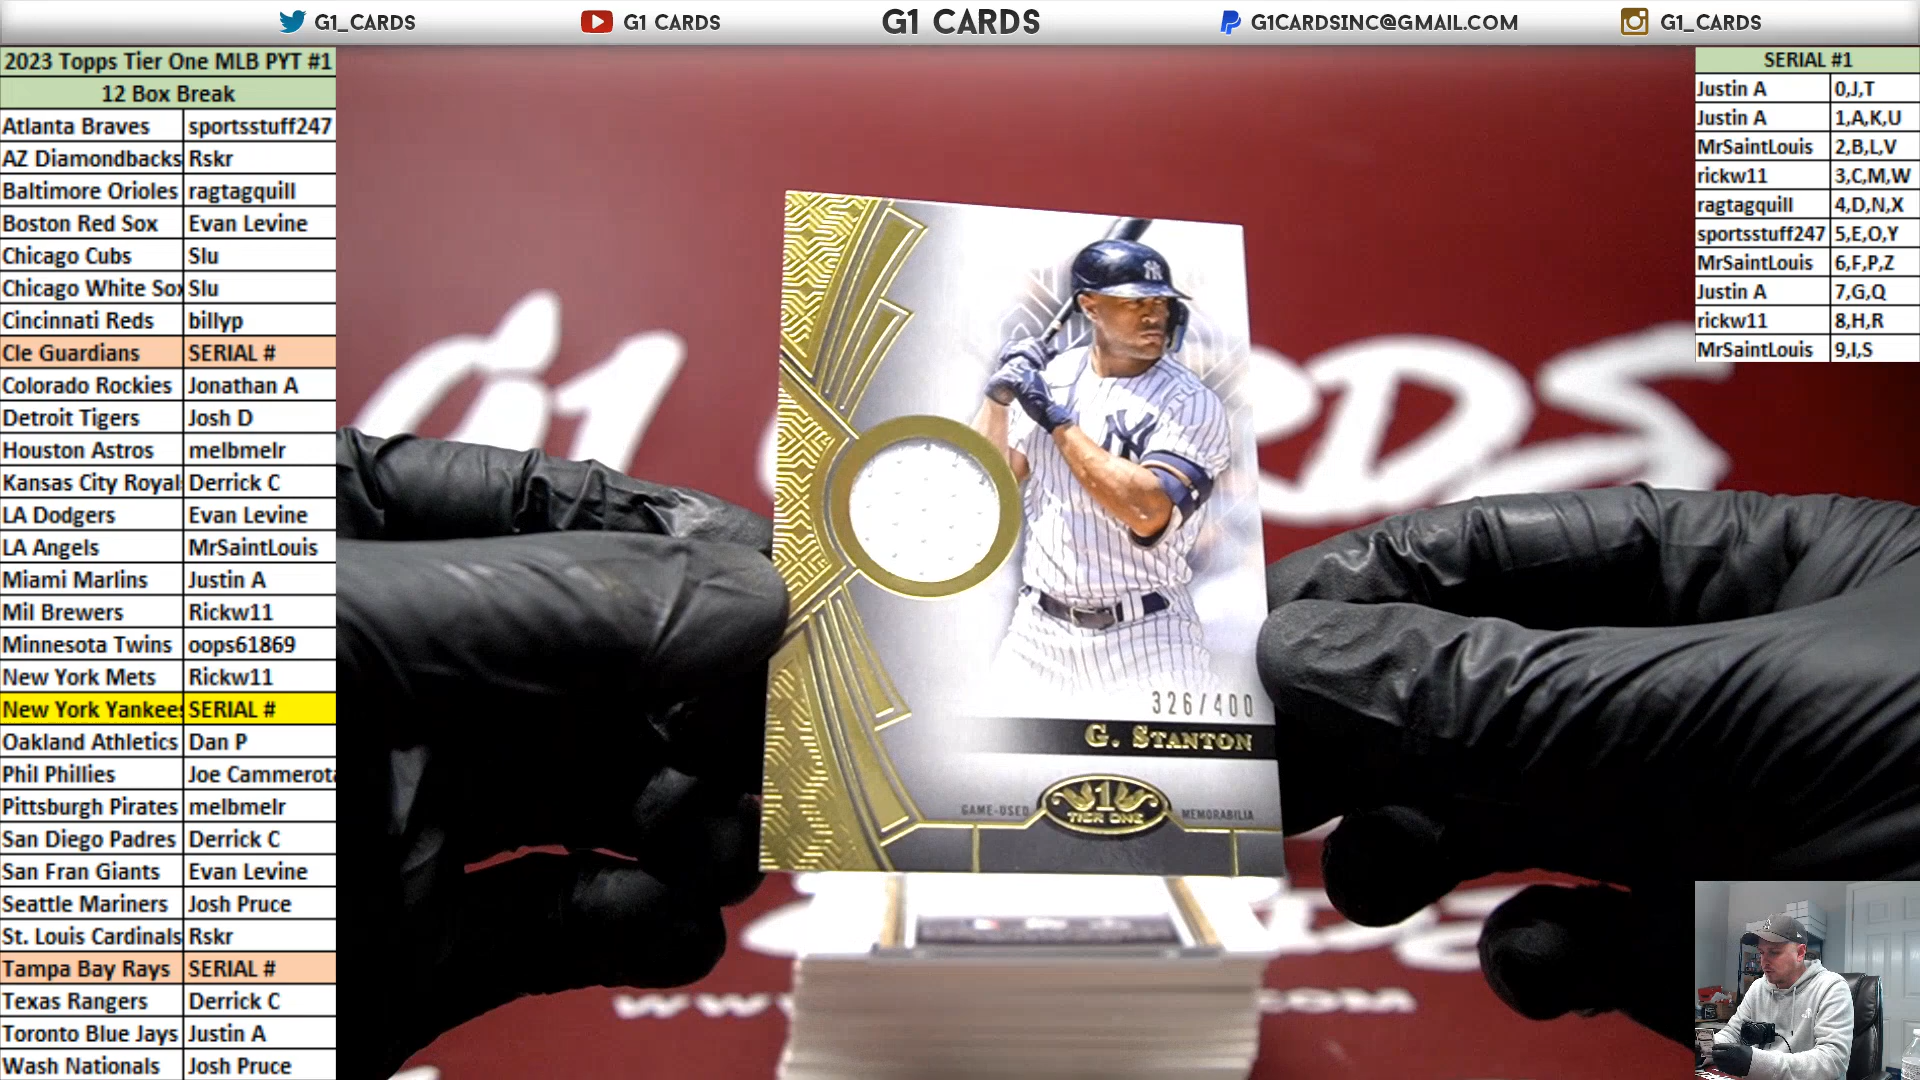 G1_CARDS
G1 CARDS
G1 CARDS
G1CARDSINC@GMAIL.COM
G1_CARDS
2023 Topps Tier One MLB PYT #1
12 Box Break
Atlanta Braves sportsstuff247
AZ Diamondbacks Rskr
Baltimore Orioles ragtagquill
Boston Red Sox Evan Levine
Chicago Cubs Slu
Chicago White Sox Slu
Cincinnati Reds billyp
Cle Guardians SERIAL #
Colorado Rockies Jonathan A
Detroit Tigers Josh D
Houston Astros melbmelr
Kansas City Royal Derrick C
LA Dodgers Evan Levine
LA Angels MrSaintLouis
Miami Marlins Justin A
Mil Brewers Rickw11
Minnesota Twins oops61869
New York Mets Rickw11
New York Yankees SERIAL #
Oakland Athletics Dan P
Phil Phillies Joe Cammerota
Pittsburgh Pirates melbmelr
San Diego Padres Derrick C
San Fran Giants Evan Levine
Seattle Mariners Josh Pruce
St. Louis Cardinals Rskr
Tampa Bay Rays SERIAL #
Texas Rangers Derrick C
Toronto Blue Jays Justin A
Wash Nationals Josh Pruce
SERIAL #1
Justin A 0,J,T
Justin A 1,A,K,U
MrSaintLouis 2,B,L,V
rickw11 3,C,M,W
ragtagquill 4,D,N,X
sportsstuff247 5,E,O,Y
MrSaintLouis 6,F,P,Z
Justin A 7,G,Q
rickw11 8,H,R
MrSaintLouis 9,I,S
G1 RDS
NY
NY
326/400
G. STANTON
GAME-USED 1 MEMORABILIA
TIER ONE